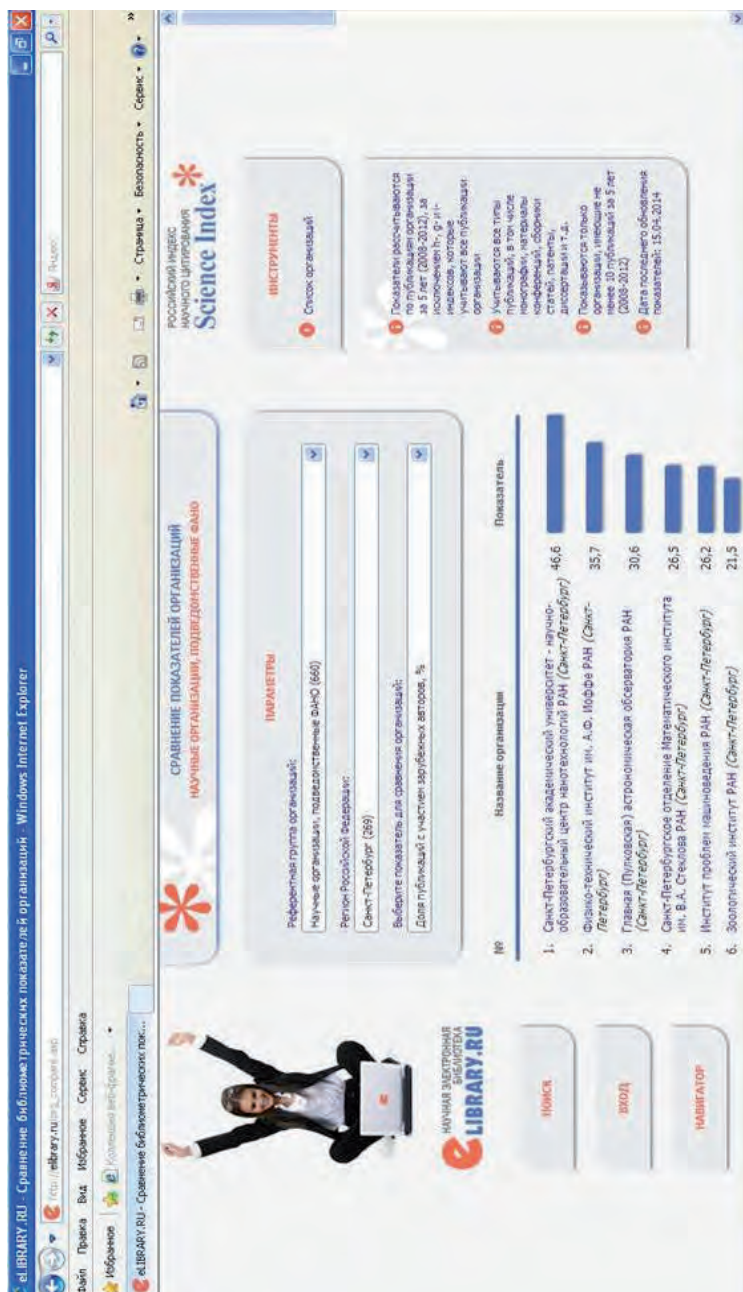 eLIBRARY.RU - Сравнение библиометрических показателей организаций - Windows Internet Explorer
http://elibrary.ru/org_compare.asp
Яндекс
Файл Правка Вид Избранное Сервис Справка
Избранное
eLIBRARY.RU - Сравнение библиометрических пок...
Страница Безопасность Сервис
НАУЧНАЯ ЭЛЕКТРОННАЯ
БИБЛИОТЕКА
eLIBRARY.RU
ПОИСК
ВХОД
НАВИГАТОР
СРАВНЕНИЕ ПОКАЗАТЕЛЕЙ ОРГАНИЗАЦИЙ
НАУЧНЫЕ ОРГАНИЗАЦИИ, ПОДВЕДОМСТВЕННЫЕ ФАНО
ПАРАМЕТРЫ
Референтная группа организаций:
Научные организации, подведомственные ФАНО (660)
Регион Российской Федерации:
Санкт-Петербург (269)
Выберите показатель для сравнения организаций:
Доля публикаций с участием зарубежных авторов, %
№ Название организации Показатель
1. Санкт-Петербургский академический университет - научно-
образовательный центр нанотехнологий РАН (Санкт-Петербург) 46,6
2. Физико-технический институт им. А.Ф. Иоффе РАН (Санкт-
Петербург) 35,7
3. Главная (Пулковская) астрономическая обсерватория РАН
(Санкт-Петербург) 30,6
4. Санкт-Петербургское отделение Математического института
им. В.А. Стеклова РАН (Санкт-Петербург) 26,5
5. Институт проблем машиноведения РАН (Санкт-Петербург) 26,2
6. Зоологический институт РАН (Санкт-Петербург) 21,5
РОССИЙСКИЙ ИНДЕКС
НАУЧНОГО ЦИТИРОВАНИЯ
Science Index
ИНСТРУМЕНТЫ
Список организаций
Показатели рассчитываются
по публикациям организации
за 5 лет (2008-2012), за
исключением h-, g- и i-
индексов, которые
учитывают все публикации
организации
Учитываются все типы
публикаций, в том числе
монографии, материалы
конференций, сборники
статей, патенты,
диссертации и т.д.
Показываются только
организации, имеющие не
менее 10 публикаций за 5 лет
(2008-2012)
Дата последнего обновления
показателей: 15.04.2014